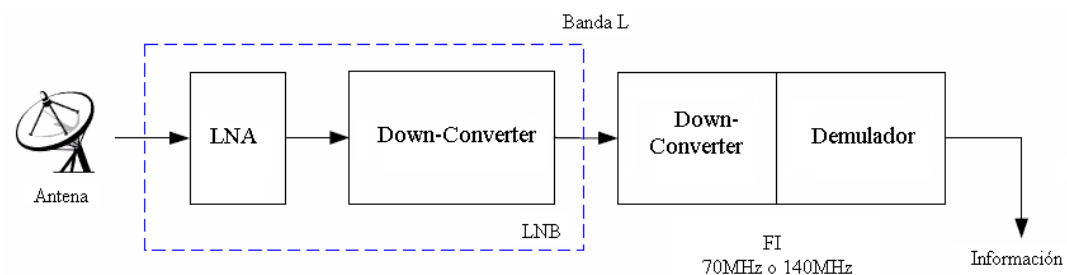 Banda L
LNA
Down-Converter
Down-
Converter
Demulador
Antena
LNB
FI
70MHz o 140MHz
Información